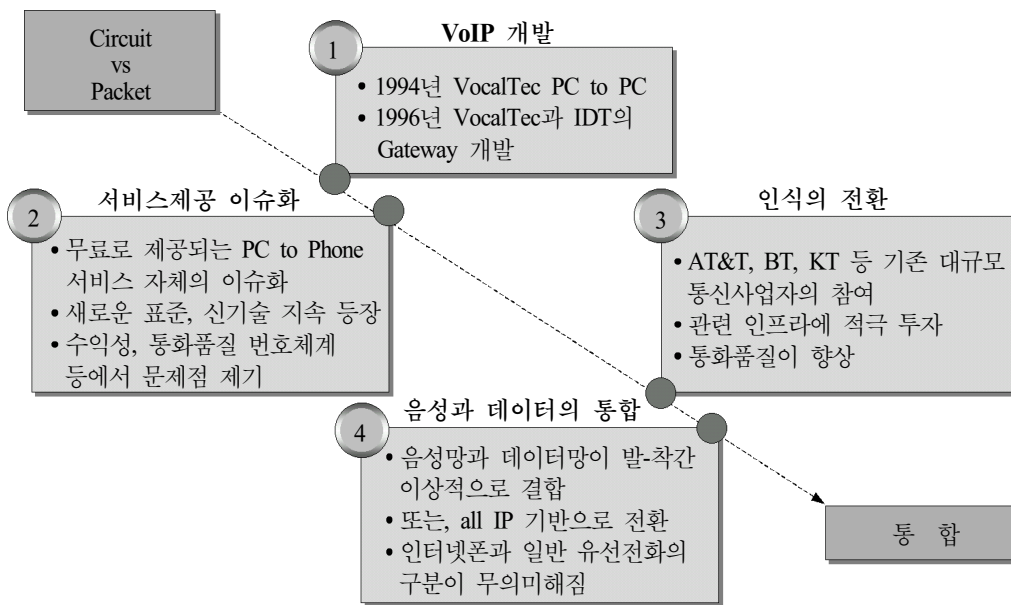 Circuit
vs
Packet
1
VoIP 개발
• 1994년 VocalTec PC to PC
• 1996년 VocalTec과 IDT의
Gateway 개발
2
서비스제공 이슈화
• 무료로 제공되는 PC to Phone
서비스 자체의 이슈화
• 새로운 표준, 신기술 지속 등장
• 수익성, 통화품질 번호체계
등에서 문제점 제기
3
인식의 전환
• AT&T, BT, KT 등 기존 대규모
통신사업자의 참여
• 관련 인프라에 적극 투자
• 통화품질이 향상
4
음성과 데이터의 통합
• 음성망과 데이터망이 발-착간
이상적으로 결합
• 또는, all IP 기반으로 전환
• 인터넷폰과 일반 유선전화의
구분이 무의미해짐
통 합